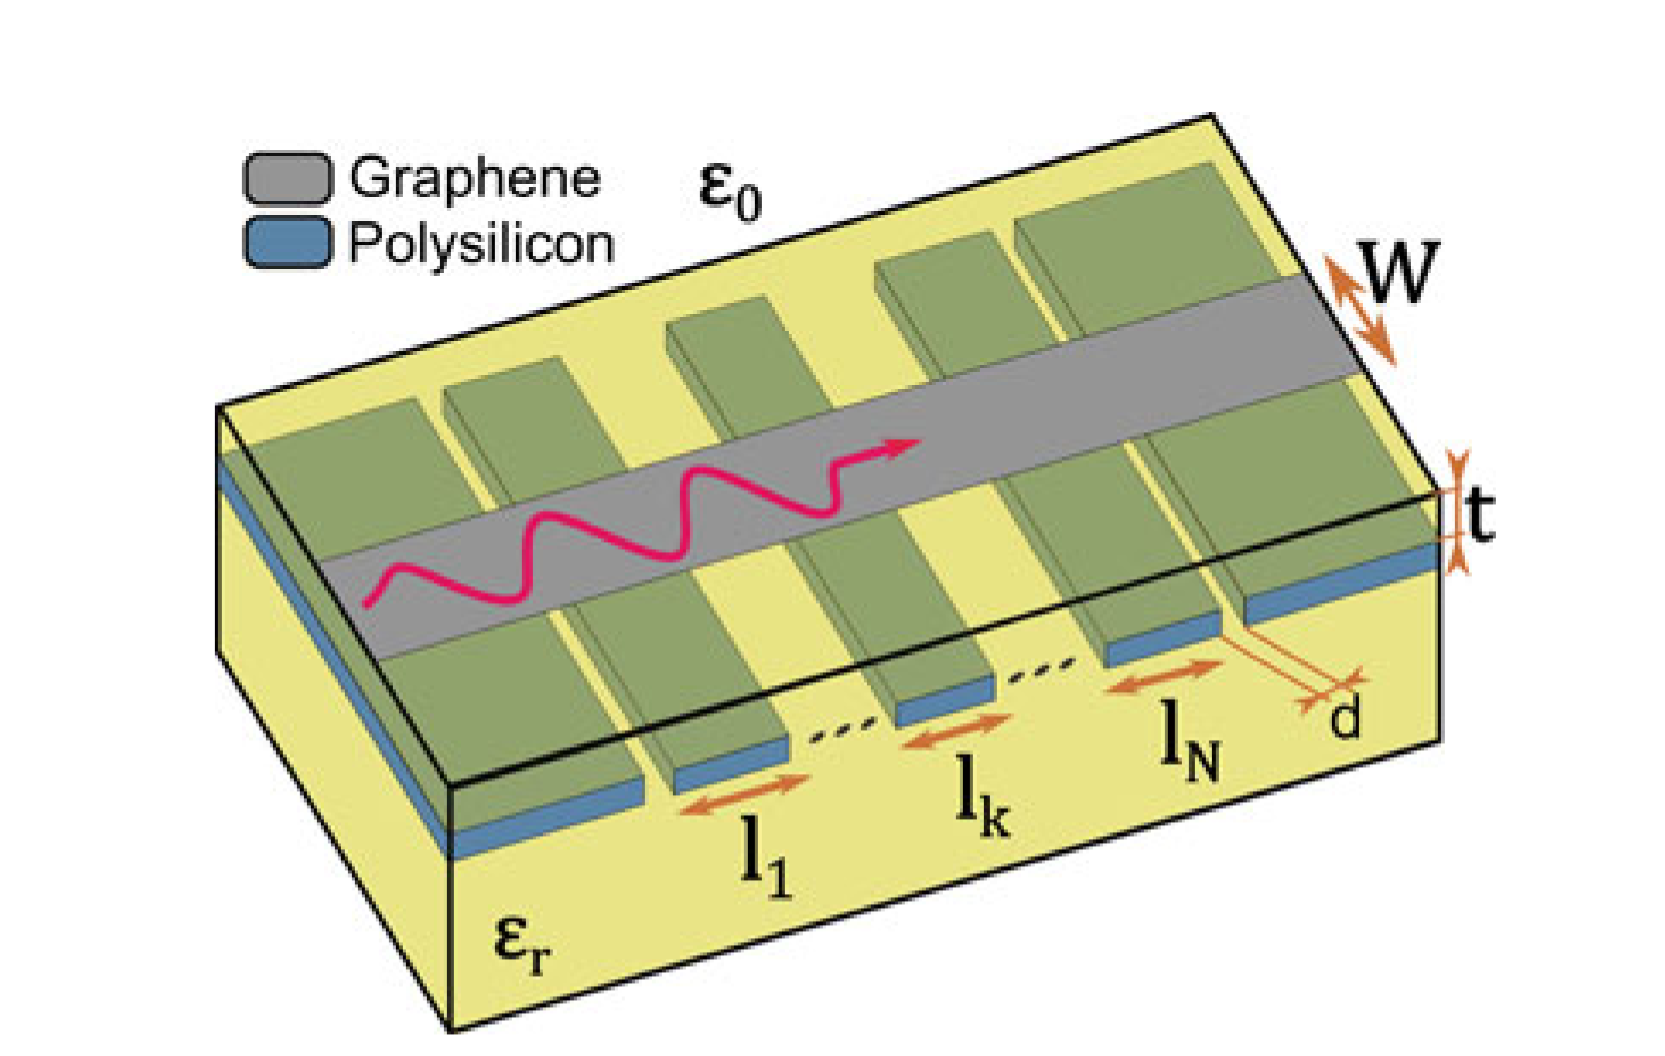 Graphene
Polysilicon
ε0
W
t
d
lN
lk
l1
εr